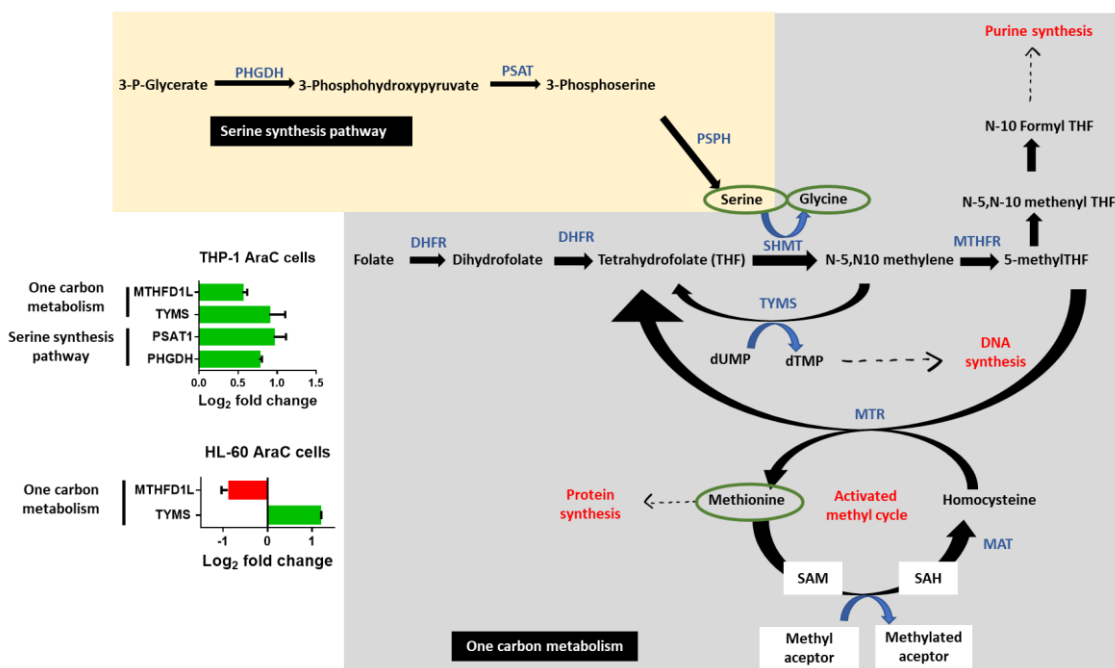 Purine synthesis
PHGDH
PSAT
3-P-Glycerate
3-Phosphohydroxypyruvate
3-Phosphoserine
Serine synthesis pathway
PSPH
N-10 Formyl THF
Serine
Glycine
N-5,N-10 methenyl THF
DHFR
DHFR
SHMT
MTHFR
Folate
Dihydrofolate
Tetrahydrofolate (THF)
N-5,N10 methylene
5-methylTHF
TYMS
dUMP
dTMP
DNA
synthesis
MTR
Protein
synthesis
Methionine
Activated
methyl cycle
Homocysteine
MAT
SAM
SAH
Methyl
aceptor
Methylated
aceptor
One carbon metabolism
THP-1 AraC cells
One carbon
metabolism
MTHFD1L
TYMS
Serine synthesis
pathway
PSAT1
PHGDH
0.0 0.5 1.0 1.5
Log2 fold change
HL-60 AraC cells
One carbon
metabolism
MTHFD1L
TYMS
-1 0 1
Log2 fold change